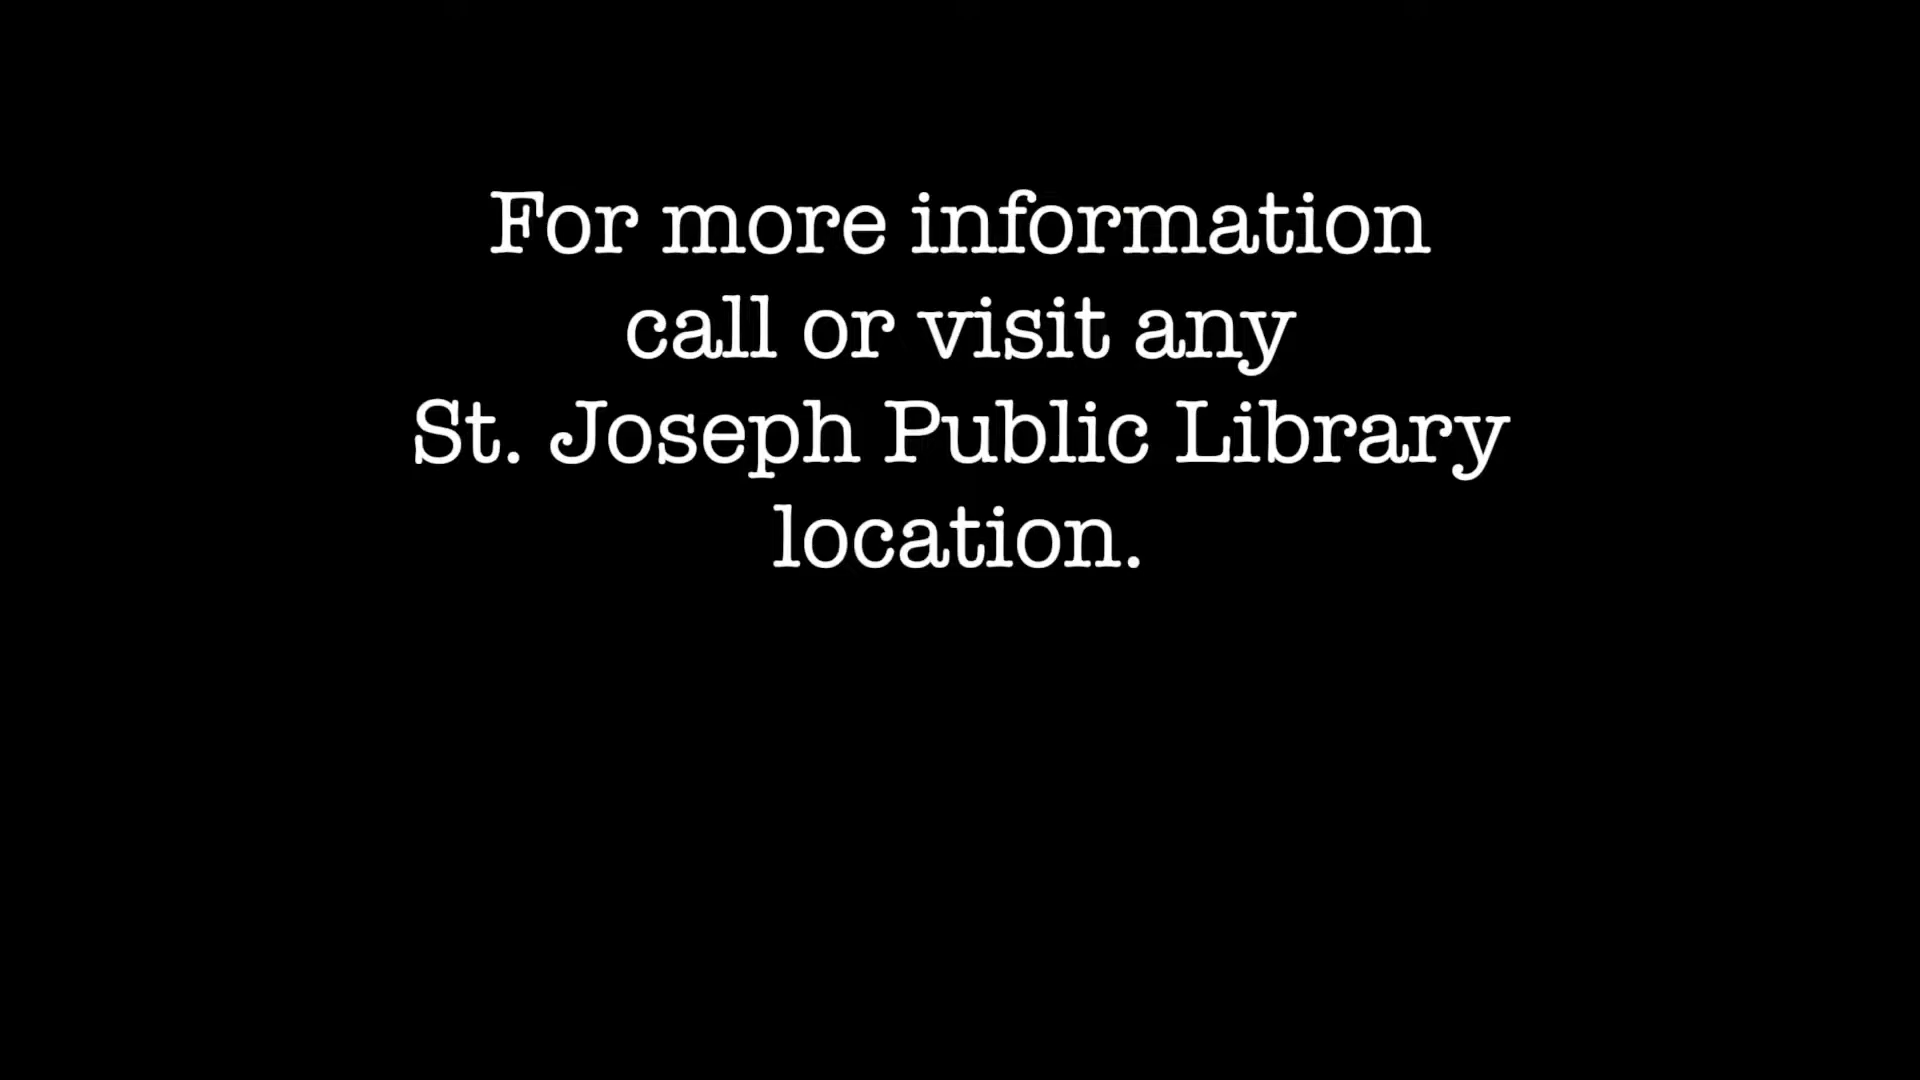 For more information
call or visit any
St. Joseph Public Library
location.